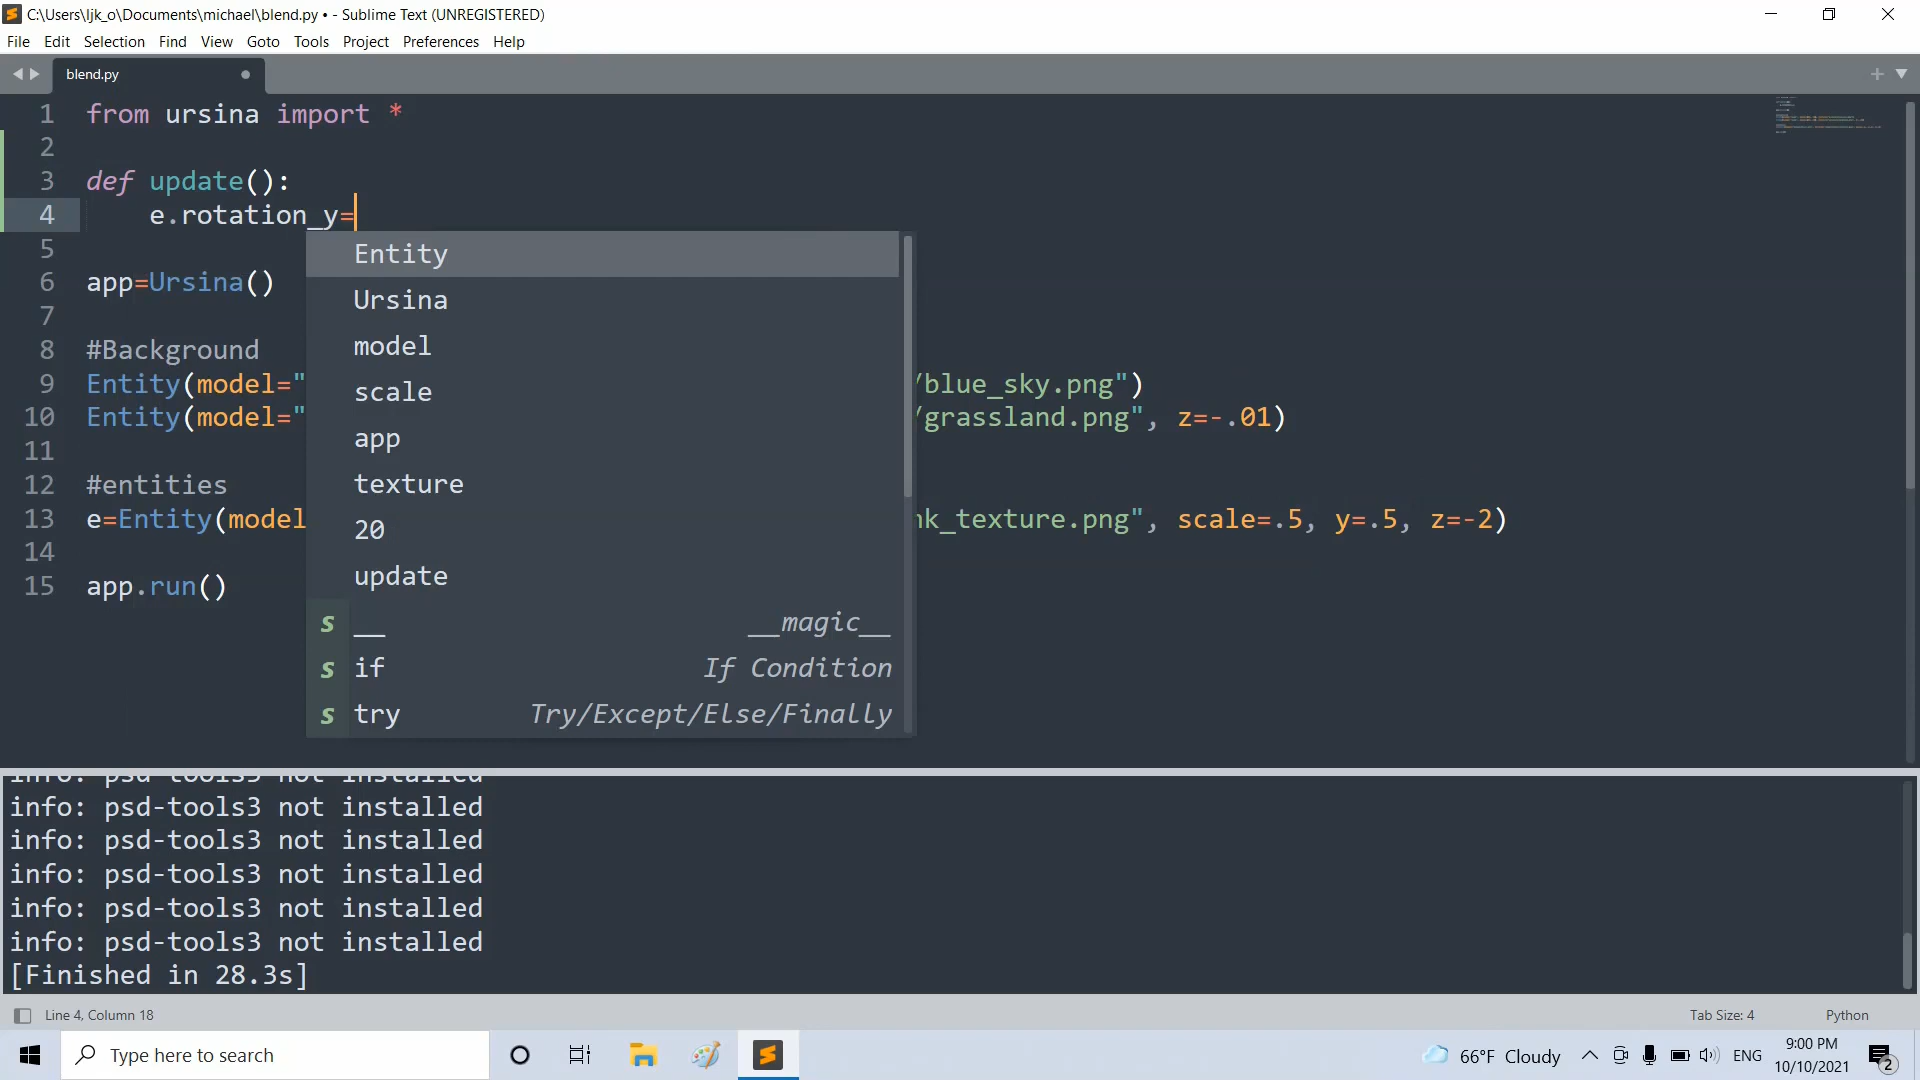 C:\Users\ljk_o\Documents\michael\blend.py • - Sublime Text (UNREGISTERED)
File Edit Selection Find View Goto Tools Project Preferences Help
blend.py
1 from ursina import *
2
3 def update():
4 e.rotation_y=
5
6 app=Ursina()
7
8 #Background
9 Entity(model=" /blue_sky.png")
10 Entity(model=" /grassland.png", z=-.01)
11
12 #entities
13 e=Entity(model nk_texture.png", scale=.5, y=.5, z=-2)
14
15 app.run()
Entity
Ursina
model
scale
app
texture
20
update
s __ __magic__
s if If Condition
s try Try/Except/Else/Finally
info: psd-tools3 not installed
info: psd-tools3 not installed
info: psd-tools3 not installed
info: psd-tools3 not installed
info: psd-tools3 not installed
info: psd-tools3 not installed
[Finished in 28.3s]
Line 4, Column 18 Tab Size: 4 Python
Type here to search
66°F Cloudy
ENG
9:00 PM
10/10/2021
2